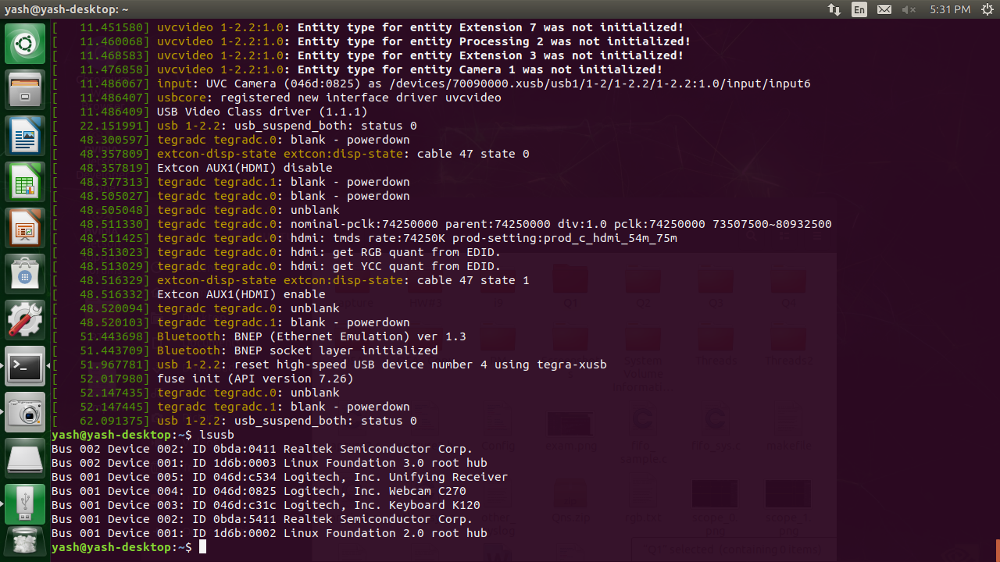 yash@yash-desktop: ~
En
5:31 PM
[   11.451580] uvcvideo 1-2.2:1.0: Entity type for entity Extension 7 was not initialized!
[   11.460068] uvcvideo 1-2.2:1.0: Entity type for entity Processing 2 was not initialized!
[   11.468583] uvcvideo 1-2.2:1.0: Entity type for entity Extension 3 was not initialized!
[   11.476858] uvcvideo 1-2.2:1.0: Entity type for entity Camera 1 was not initialized!
[   11.486067] input: UVC Camera (046d:0825) as /devices/70090000.xusb/usb1/1-2/1-2.2/1-2.2:1.0/input/input6
[   11.486407] usbcore: registered new interface driver uvcvideo
[   11.486409] USB Video Class driver (1.1.1)
[   22.151991] usb 1-2.2: usb_suspend_both: status 0
[   48.300597] tegradc tegradc.0: blank - powerdown
[   48.357809] extcon-disp-state extcon:disp-state: cable 47 state 0
[   48.357819] Extcon AUX1(HDMI) disable
[   48.377313] tegradc tegradc.1: blank - powerdown
[   48.505027] tegradc tegradc.0: blank - powerdown
[   48.505048] tegradc tegradc.0: unblank
[   48.511330] tegradc tegradc.0: nominal-pclk:74250000 parent:74250000 div:1.0 pclk:74250000 73507500~80932500
[   48.511425] tegradc tegradc.0: hdmi: tmds rate:74250K prod-setting:prod_c_hdmi_54m_75m
[   48.513023] tegradc tegradc.0: hdmi: get RGB quant from EDID.
[   48.513029] tegradc tegradc.0: hdmi: get YCC quant from EDID.
[   48.516329] extcon-disp-state extcon:disp-state: cable 47 state 1
[   48.516332] Extcon AUX1(HDMI) enable
[   48.520094] tegradc tegradc.0: unblank
[   48.520103] tegradc tegradc.1: blank - powerdown
[   51.443698] Bluetooth: BNEP (Ethernet Emulation) ver 1.3
[   51.443709] Bluetooth: BNEP socket layer initialized
[   51.967781] usb 1-2.2: reset high-speed USB device number 4 using tegra-xusb
[   52.017980] fuse init (API version 7.26)
[   52.147435] tegradc tegradc.0: unblank
[   52.147445] tegradc tegradc.1: blank - powerdown
[   62.091375] usb 1-2.2: usb_suspend_both: status 0
yash@yash-desktop:~$ lsusb
Bus 002 Device 002: ID 0bda:0411 Realtek Semiconductor Corp.
Bus 002 Device 001: ID 1d6b:0003 Linux Foundation 3.0 root hub
Bus 001 Device 005: ID 046d:c534 Logitech, Inc. Unifying Receiver
Bus 001 Device 004: ID 046d:0825 Logitech, Inc. Webcam C270
Bus 001 Device 003: ID 046d:c31c Logitech, Inc. Keyboard K120
Bus 001 Device 002: ID 0bda:5411 Realtek Semiconductor Corp.
Bus 001 Device 001: ID 1d6b:0002 Linux Foundation 2.0 root hub
yash@yash-desktop:~$